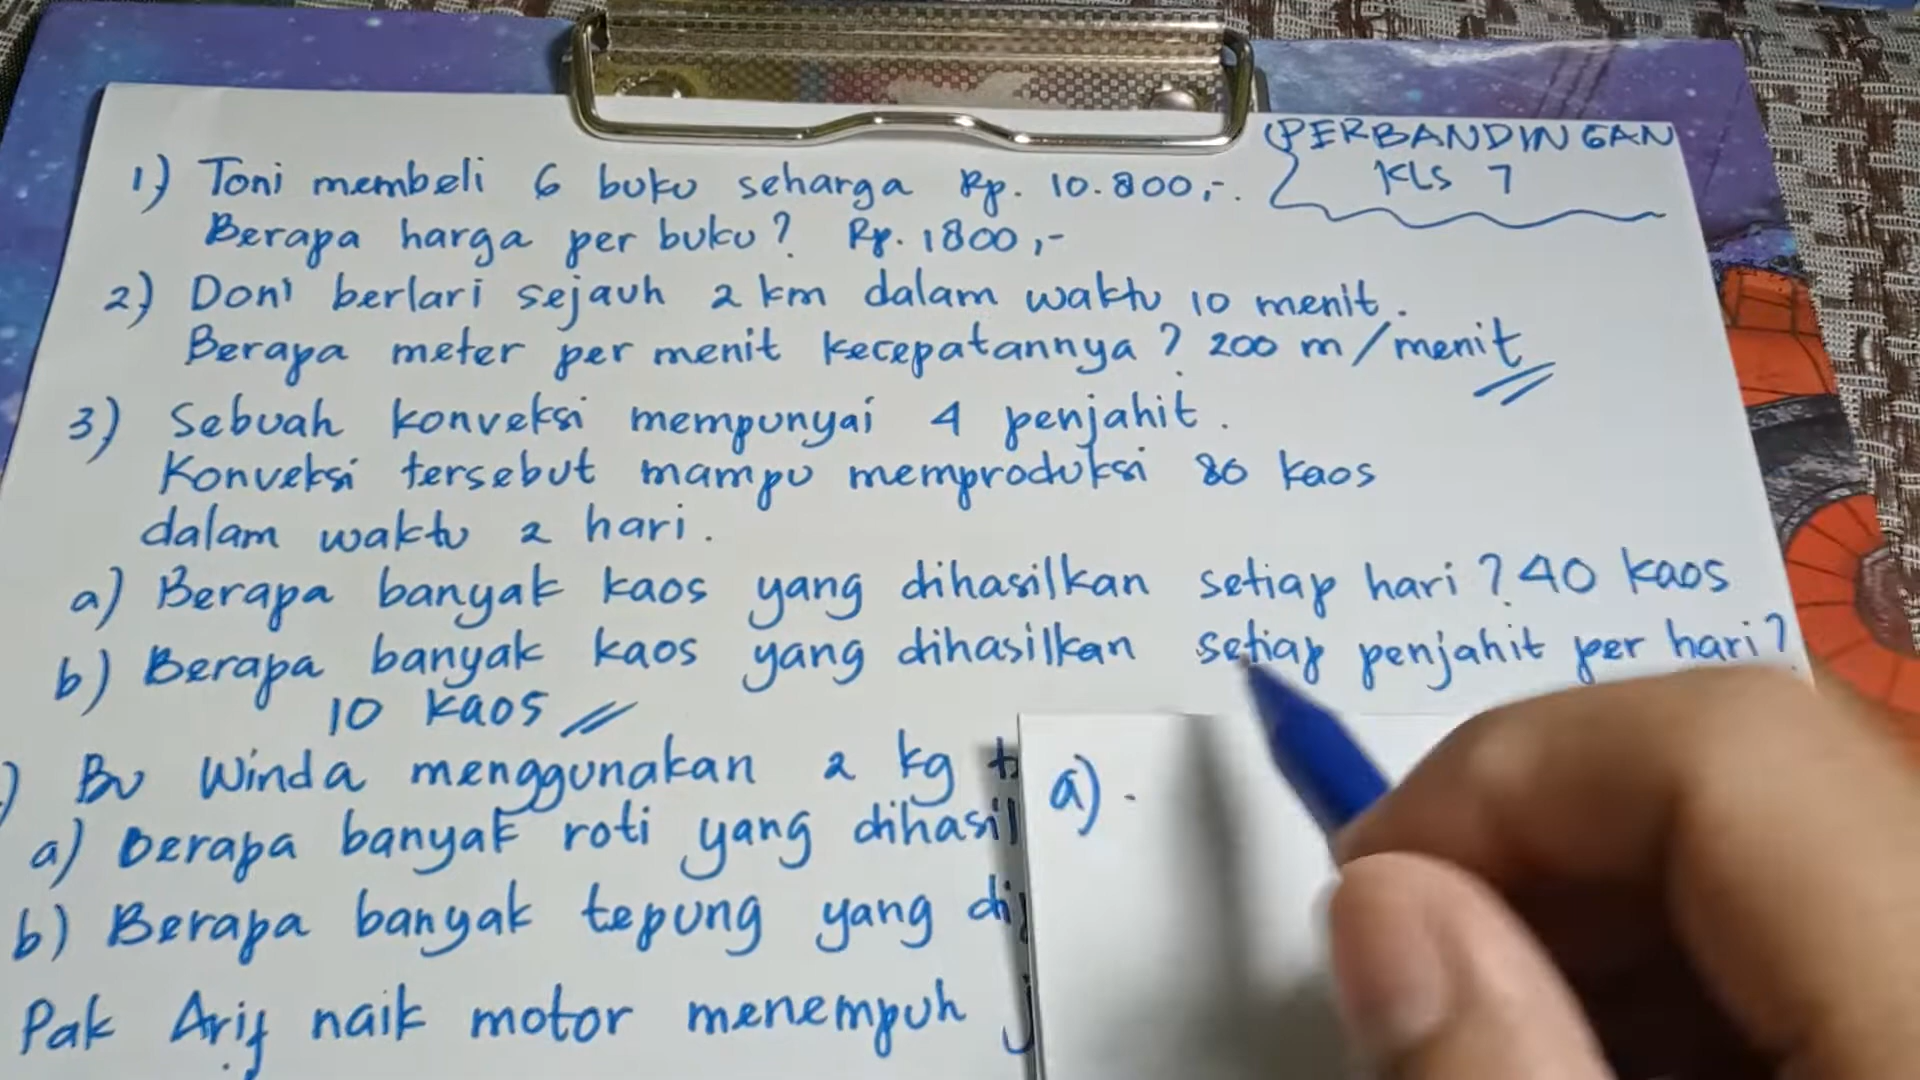 PERBANDINGAN
KLS 7
1) Toni membeli 6 buku seharga Rp. 10.800,-.
Berapa harga per buku? Rp. 1800,-
2) Doni berlari sejauh 2 km dalam waktu 10 menit.
Berapa meter per menit kecepatannya? 200 m/menit
3) Sebuah konveksi mempunyai 4 penjahit.
Konveksi tersebut mampu memproduksi 80 kaos
dalam waktu 2 hari.
a) Berapa banyak kaos yang dihasilkan setiap hari? 40 kaos
b) Berapa banyak kaos yang dihasilkan setiap penjahit per hari?
10 kaos
) Bu Winda menggunakan 2 kg
a) Berapa banyak roti yang dihasil
b) Berapa banyak tepung yang
Pak Arif naik motor menempuh
a).